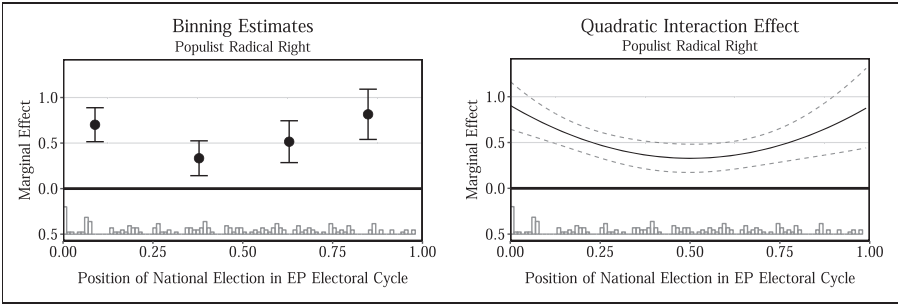 Binning Estimates
Populist Radical Right
Marginal Effect
1.0
0.5
0.0
0.5
0.00
0.25
0.50
0.75
1.00
Position of National Election in EP Electoral Cycle
Quadratic Interaction Effect
Populist Radical Right
Marginal Effect
1.0
0.5
0.0
0.5
0.00
0.25
0.50
0.75
1.00
Position of National Election in EP Electoral Cycle